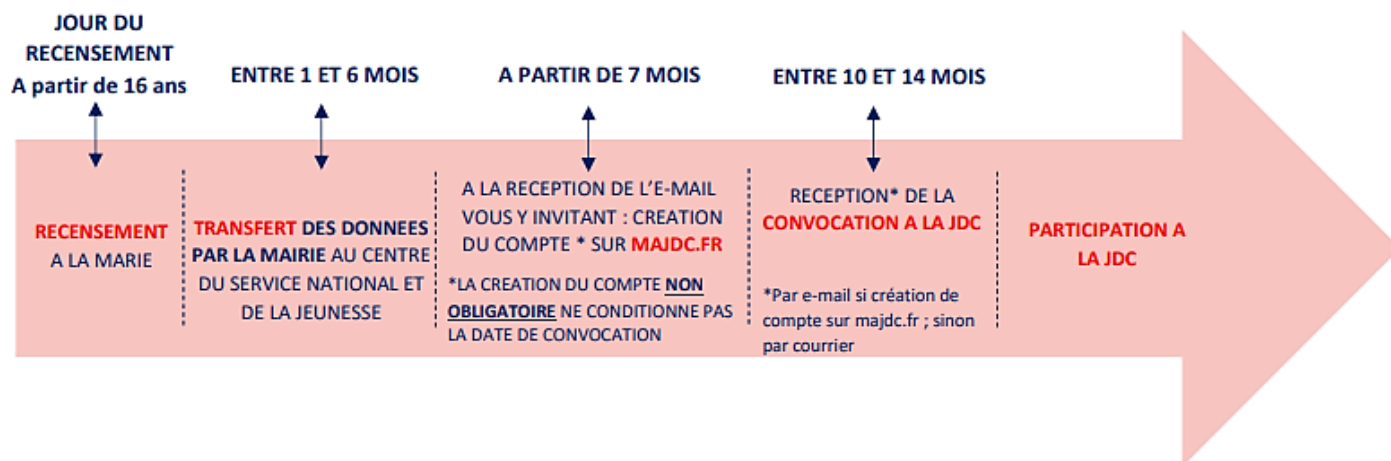 JOUR DU
RECENSEMENT
A partir de 16 ans
ENTRE 1 ET 6 MOIS
A PARTIR DE 7 MOIS
ENTRE 10 ET 14 MOIS
RECENSEMENT
A LA MARIE
TRANSFERT DES DONNEES
PAR LA MAIRIE AU CENTRE
DU SERVICE NATIONAL ET
DE LA JEUNESSE
A LA RECEPTION DE L’E-MAIL
VOUS Y INVITANT : CREATION
DU COMPTE * SUR MAJDC.FR
*LA CREATION DU COMPTE NON
OBLIGATOIRE NE CONDITIONNE PAS
LA DATE DE CONVOCATION
RECEPTION* DE LA
CONVOCATION A LA JDC
*Par e-mail si création de
compte sur majdc.fr ; sinon
par courrier
PARTICIPATION A
LA JDC